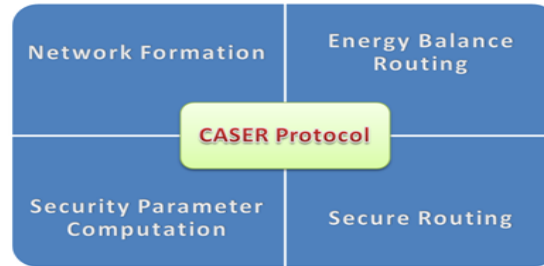 Network Formation
Energy Balance
Routing
CASER Protocol
Security Parameter
Computation
Secure Routing